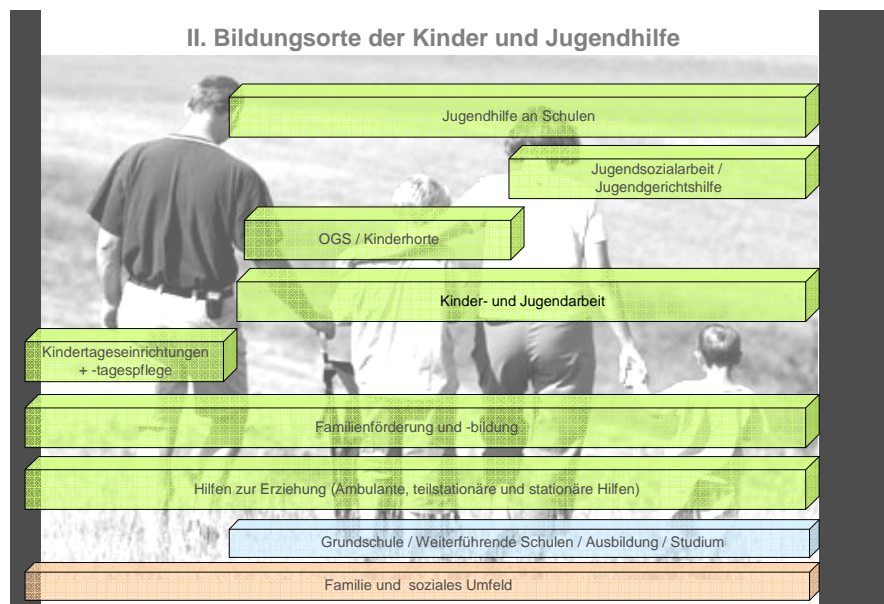 II. Bildungsorte der Kinder und Jugendhilfe
Jugendhilfe an Schulen
Jugendsozialarbeit /
Jugendgerichtshilfe
OGS / Kinderhorte
Kinder- und Jugendarbeit
Kindertageseinrichtungen
+ -tagespflege
Familienförderung und -bildung
Hilfen zur Erziehung (Ambulante, teilstationäre und stationäre Hilfen)
Grundschule / Weiterführende Schulen / Ausbildung / Studium
Familie und soziales Umfeld